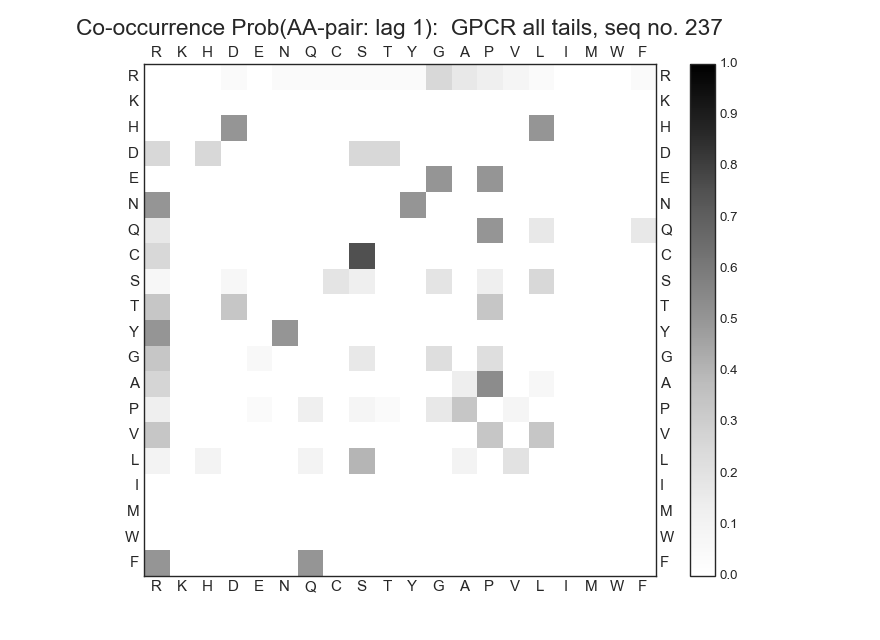 Co-occurrence Prob(AA-pair: lag 1):  GPCR all tails, seq no. 237
R K H D E N Q C S T Y G A P V L I M W F
R R 1.0
K K
H H 0.9
D D 0.8
E E
N N 0.7
Q Q
C C 0.6
S S
T T
Y Y 0.5
G G
A A 0.4
P P
V V 0.3
L L 0.2
I I
M M 0.1
W W
F F
0.0
R K H D E N Q C S T Y G A P V L I M W F